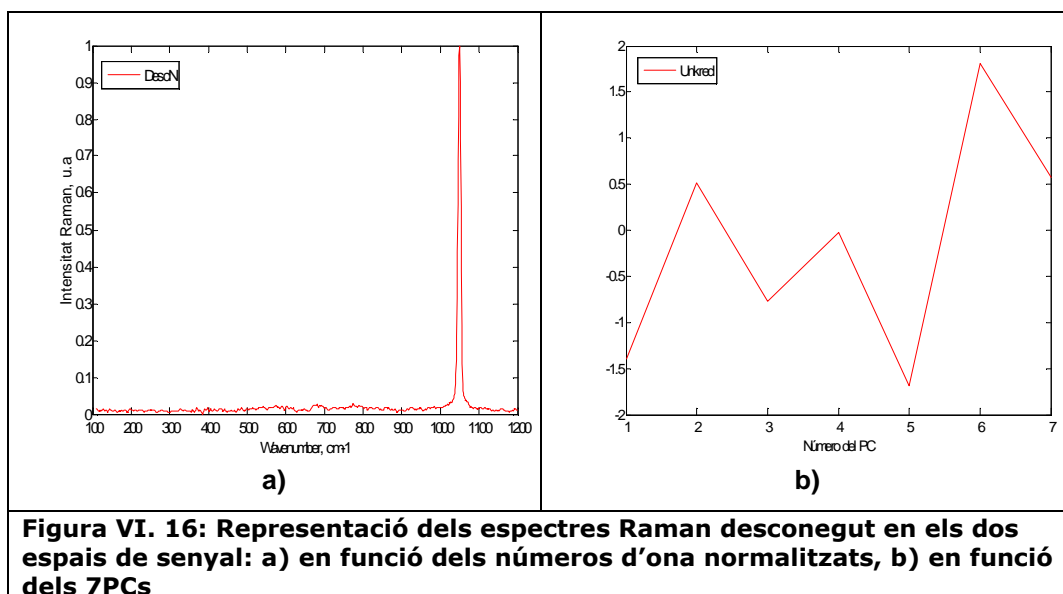 1
0.9
0.8
0.7
0.6
0.5
0.4
0.3
0.2
0.1
0
Intensitat Raman, u.a
DescN
100 200 300 400 500 600 700 800 900 1000 1100 1200
Wavenumber, cm-1
a)
2
1.5
1
0.5
0
-0.5
-1
-1.5
-2
Unkred
1 2 3 4 5 6 7
Número del PC
b)
Figura VI. 16: Representació dels espectres Raman desconegut en els dos
espais de senyal: a) en funció dels números d’ona normalitzats, b) en funció
dels 7PCs